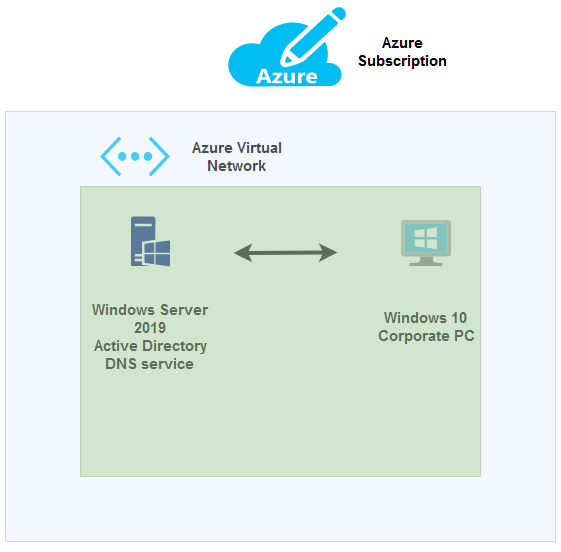 Azure
Azure
Subscription
Azure Virtual
Network
Windows Server
2019
Active Directory
DNS service
Windows 10
Corporate PC